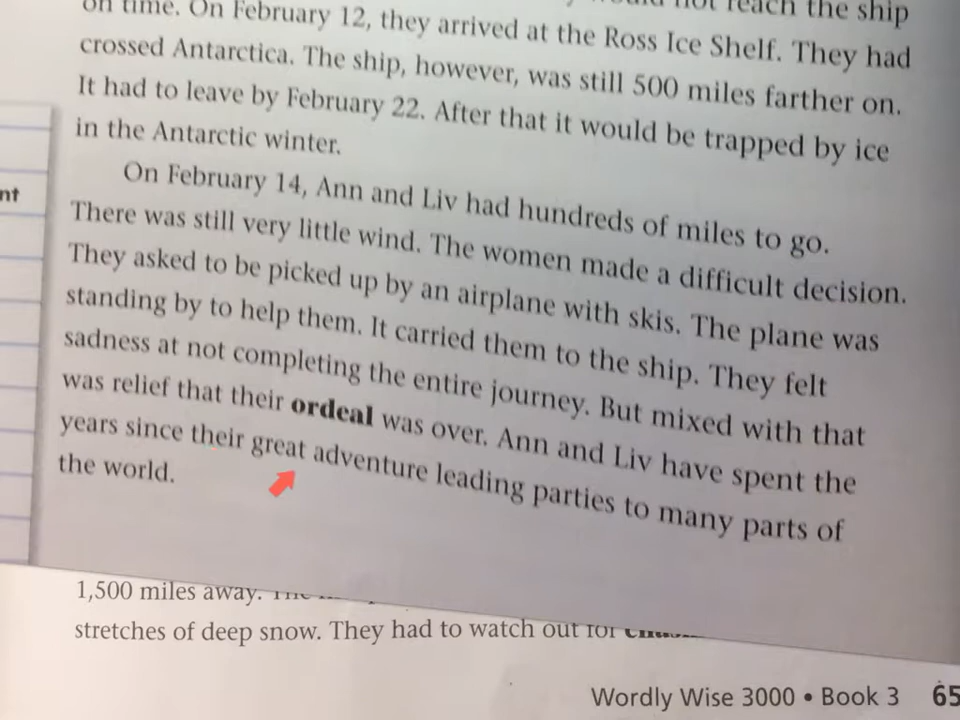 on time. On February 12, they arrived at the Ross Ice Shelf. They had
crossed Antarctica. The ship, however, was still 500 miles farther on.
It had to leave by February 22. After that it would be trapped by ice
in the Antarctic winter.
On February 14, Ann and Liv had hundreds of miles to go.
There was still very little wind. The women made a difficult decision.
They asked to be picked up by an airplane with skis. The plane was
standing by to help them. It carried them to the ship. They felt
sadness at not completing the entire journey. But mixed with that
was relief that their ordeal was over. Ann and Liv have spent the
years since their great adventure leading parties to many parts of
the world.
nt
1,500 miles away.
stretches of deep snow. They had to watch out for
Wordly Wise 3000 • Book 3 65